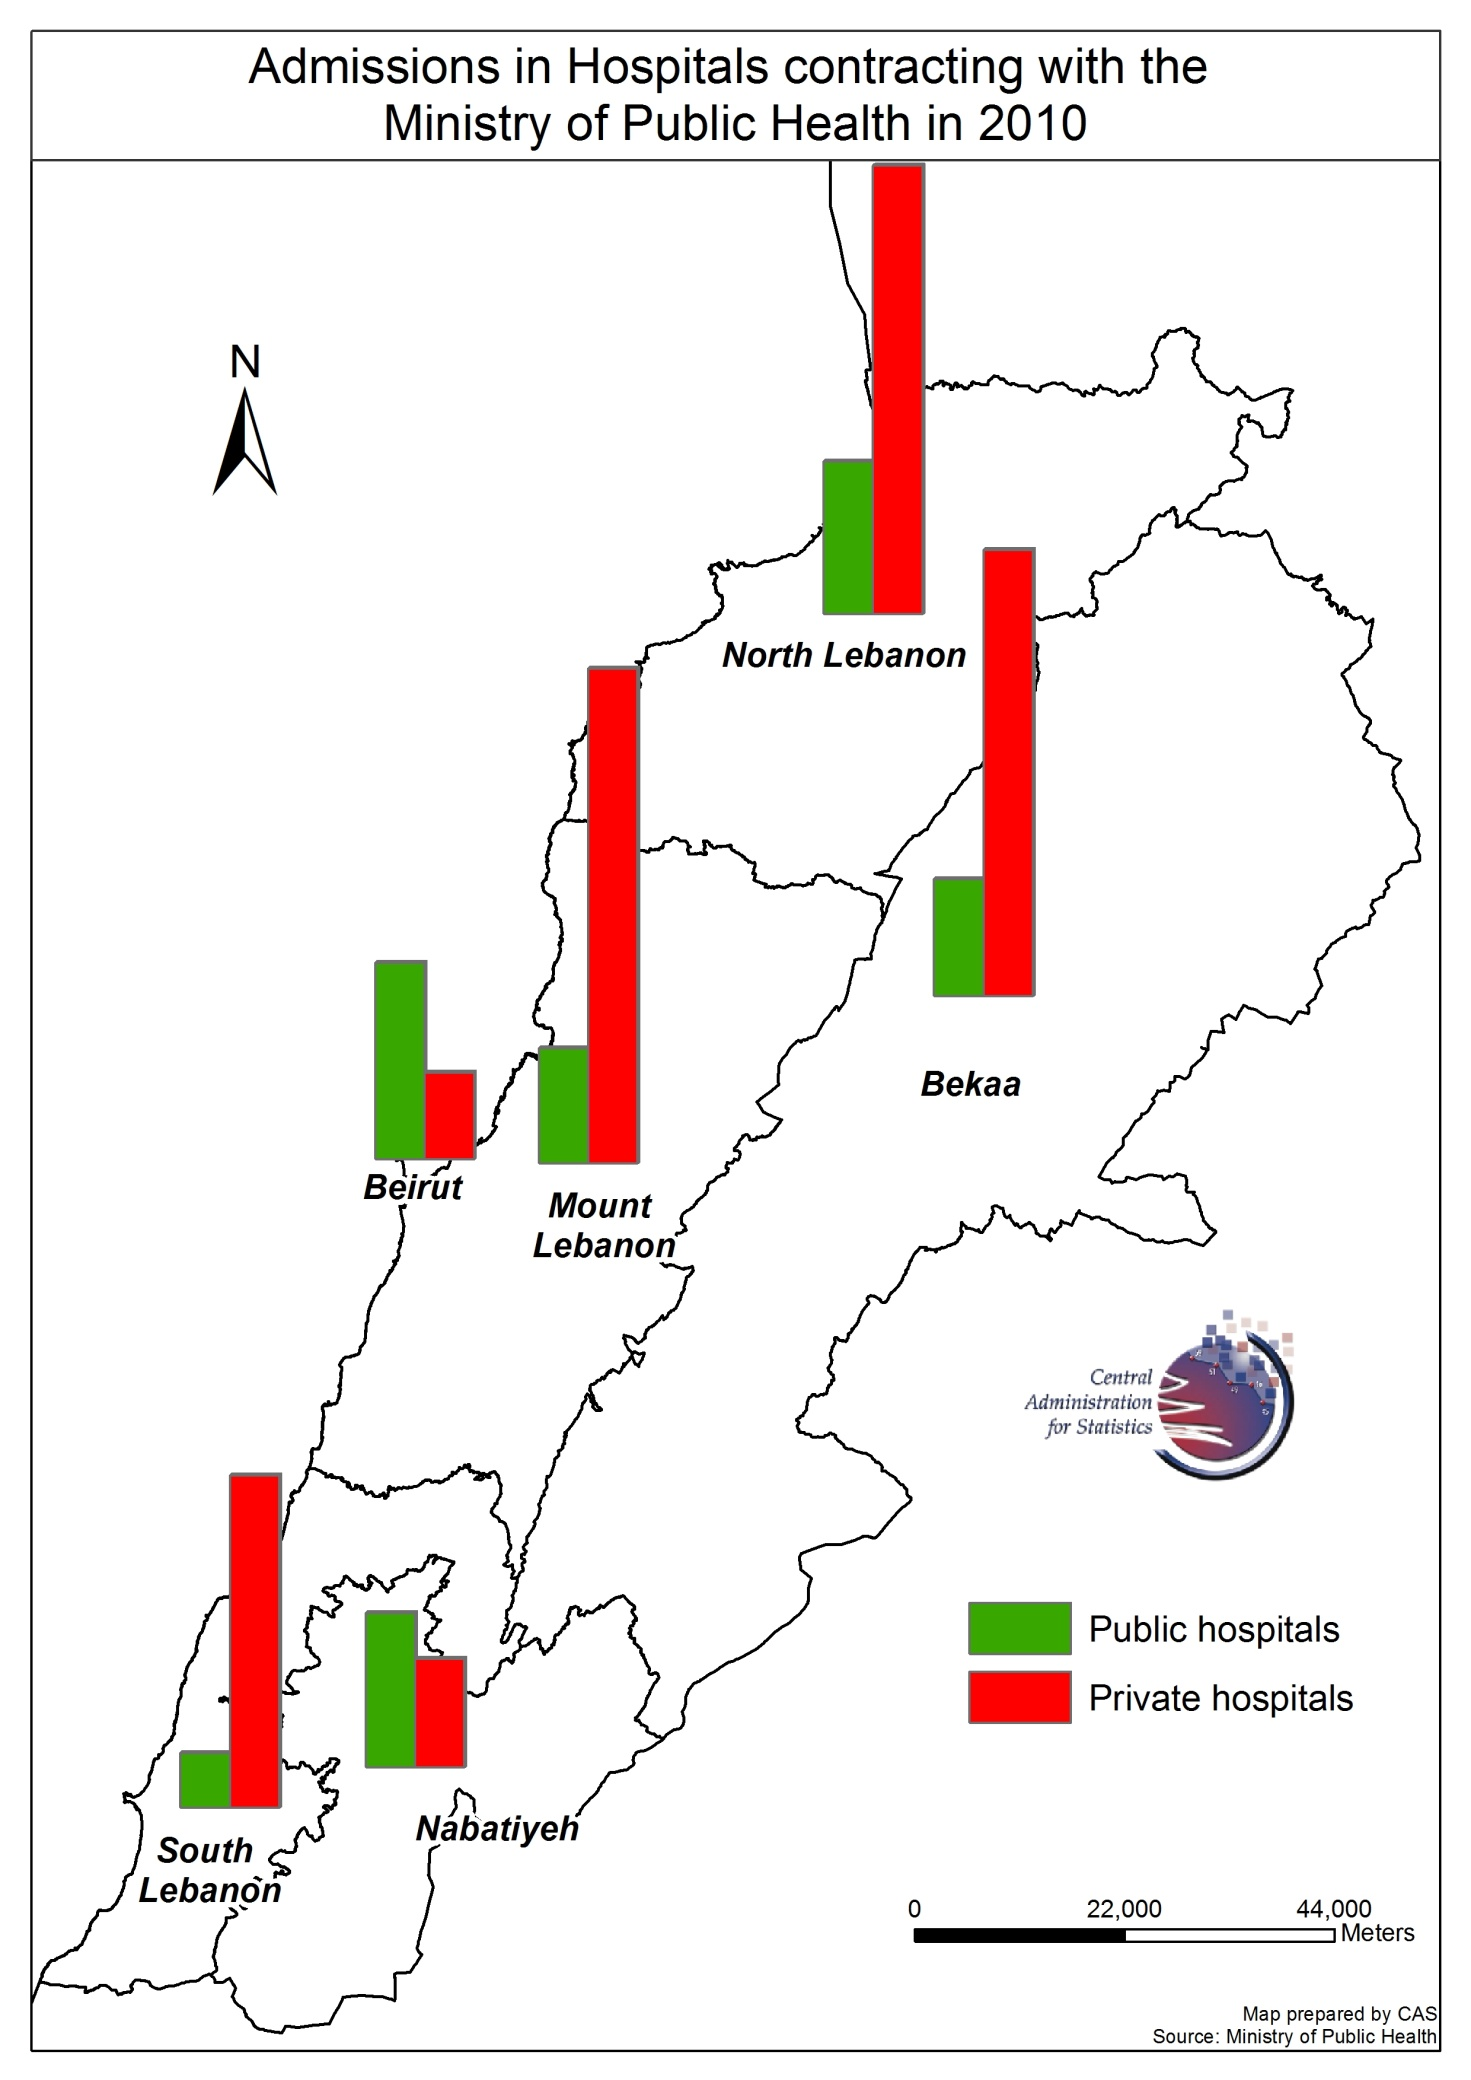 Admissions in Hospitals contracting with the
Ministry of Public Health in 2010
N
North Lebanon
Bekaa
Beirut
Mount
Lebanon
Central
Administration
for Statistics
Public hospitals
Private hospitals
Nabatiyeh
South
Lebanon
0 22,000 44,000
Meters
Map prepared by CAS
Source: Ministry of Public Health